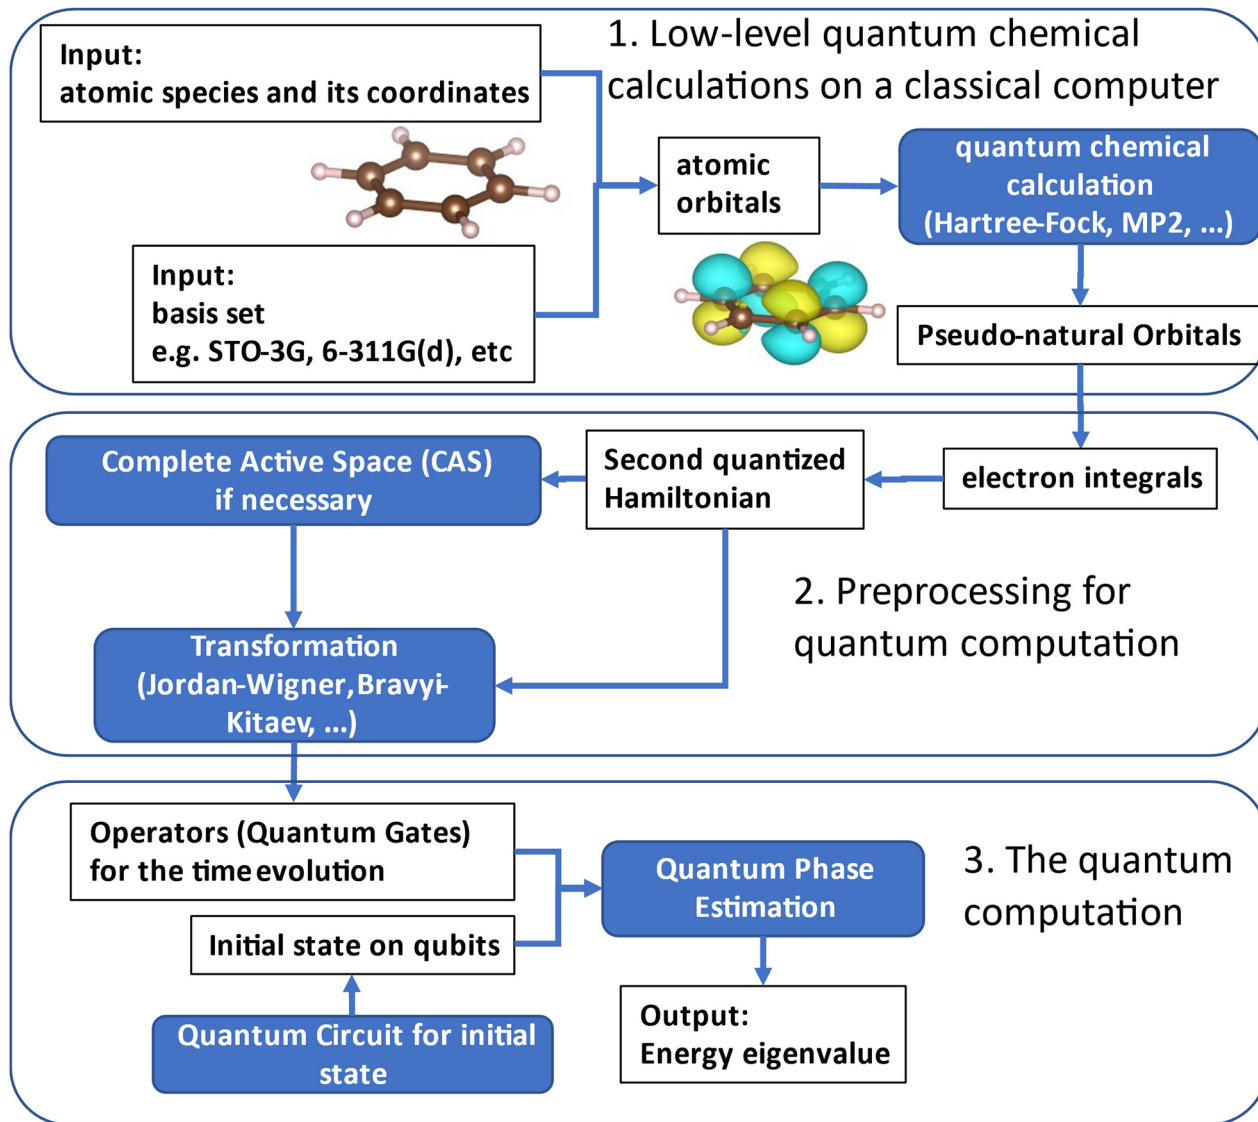 1. Low-level quantum chemical
calculations on a classical computer
Input:
atomic species and its coordinates
Input:
basis set
e.g. STO-3G, 6-311G(d), etc
atomic
orbitals
quantum chemical
calculation
(Hartree-Fock, MP2, ...)
Pseudo-natural Orbitals
electron integrals
Second quantized
Hamiltonian
Complete Active Space (CAS)
if necessary
2. Preprocessing for
quantum computation
Transformation
(Jordan-Wigner, Bravyi-
Kitaev, ...)
Operators (Quantum Gates)
for the time evolution
Initial state on qubits
Quantum Circuit for initial
state
Quantum Phase
Estimation
3. The quantum
computation
Output:
Energy eigenvalue